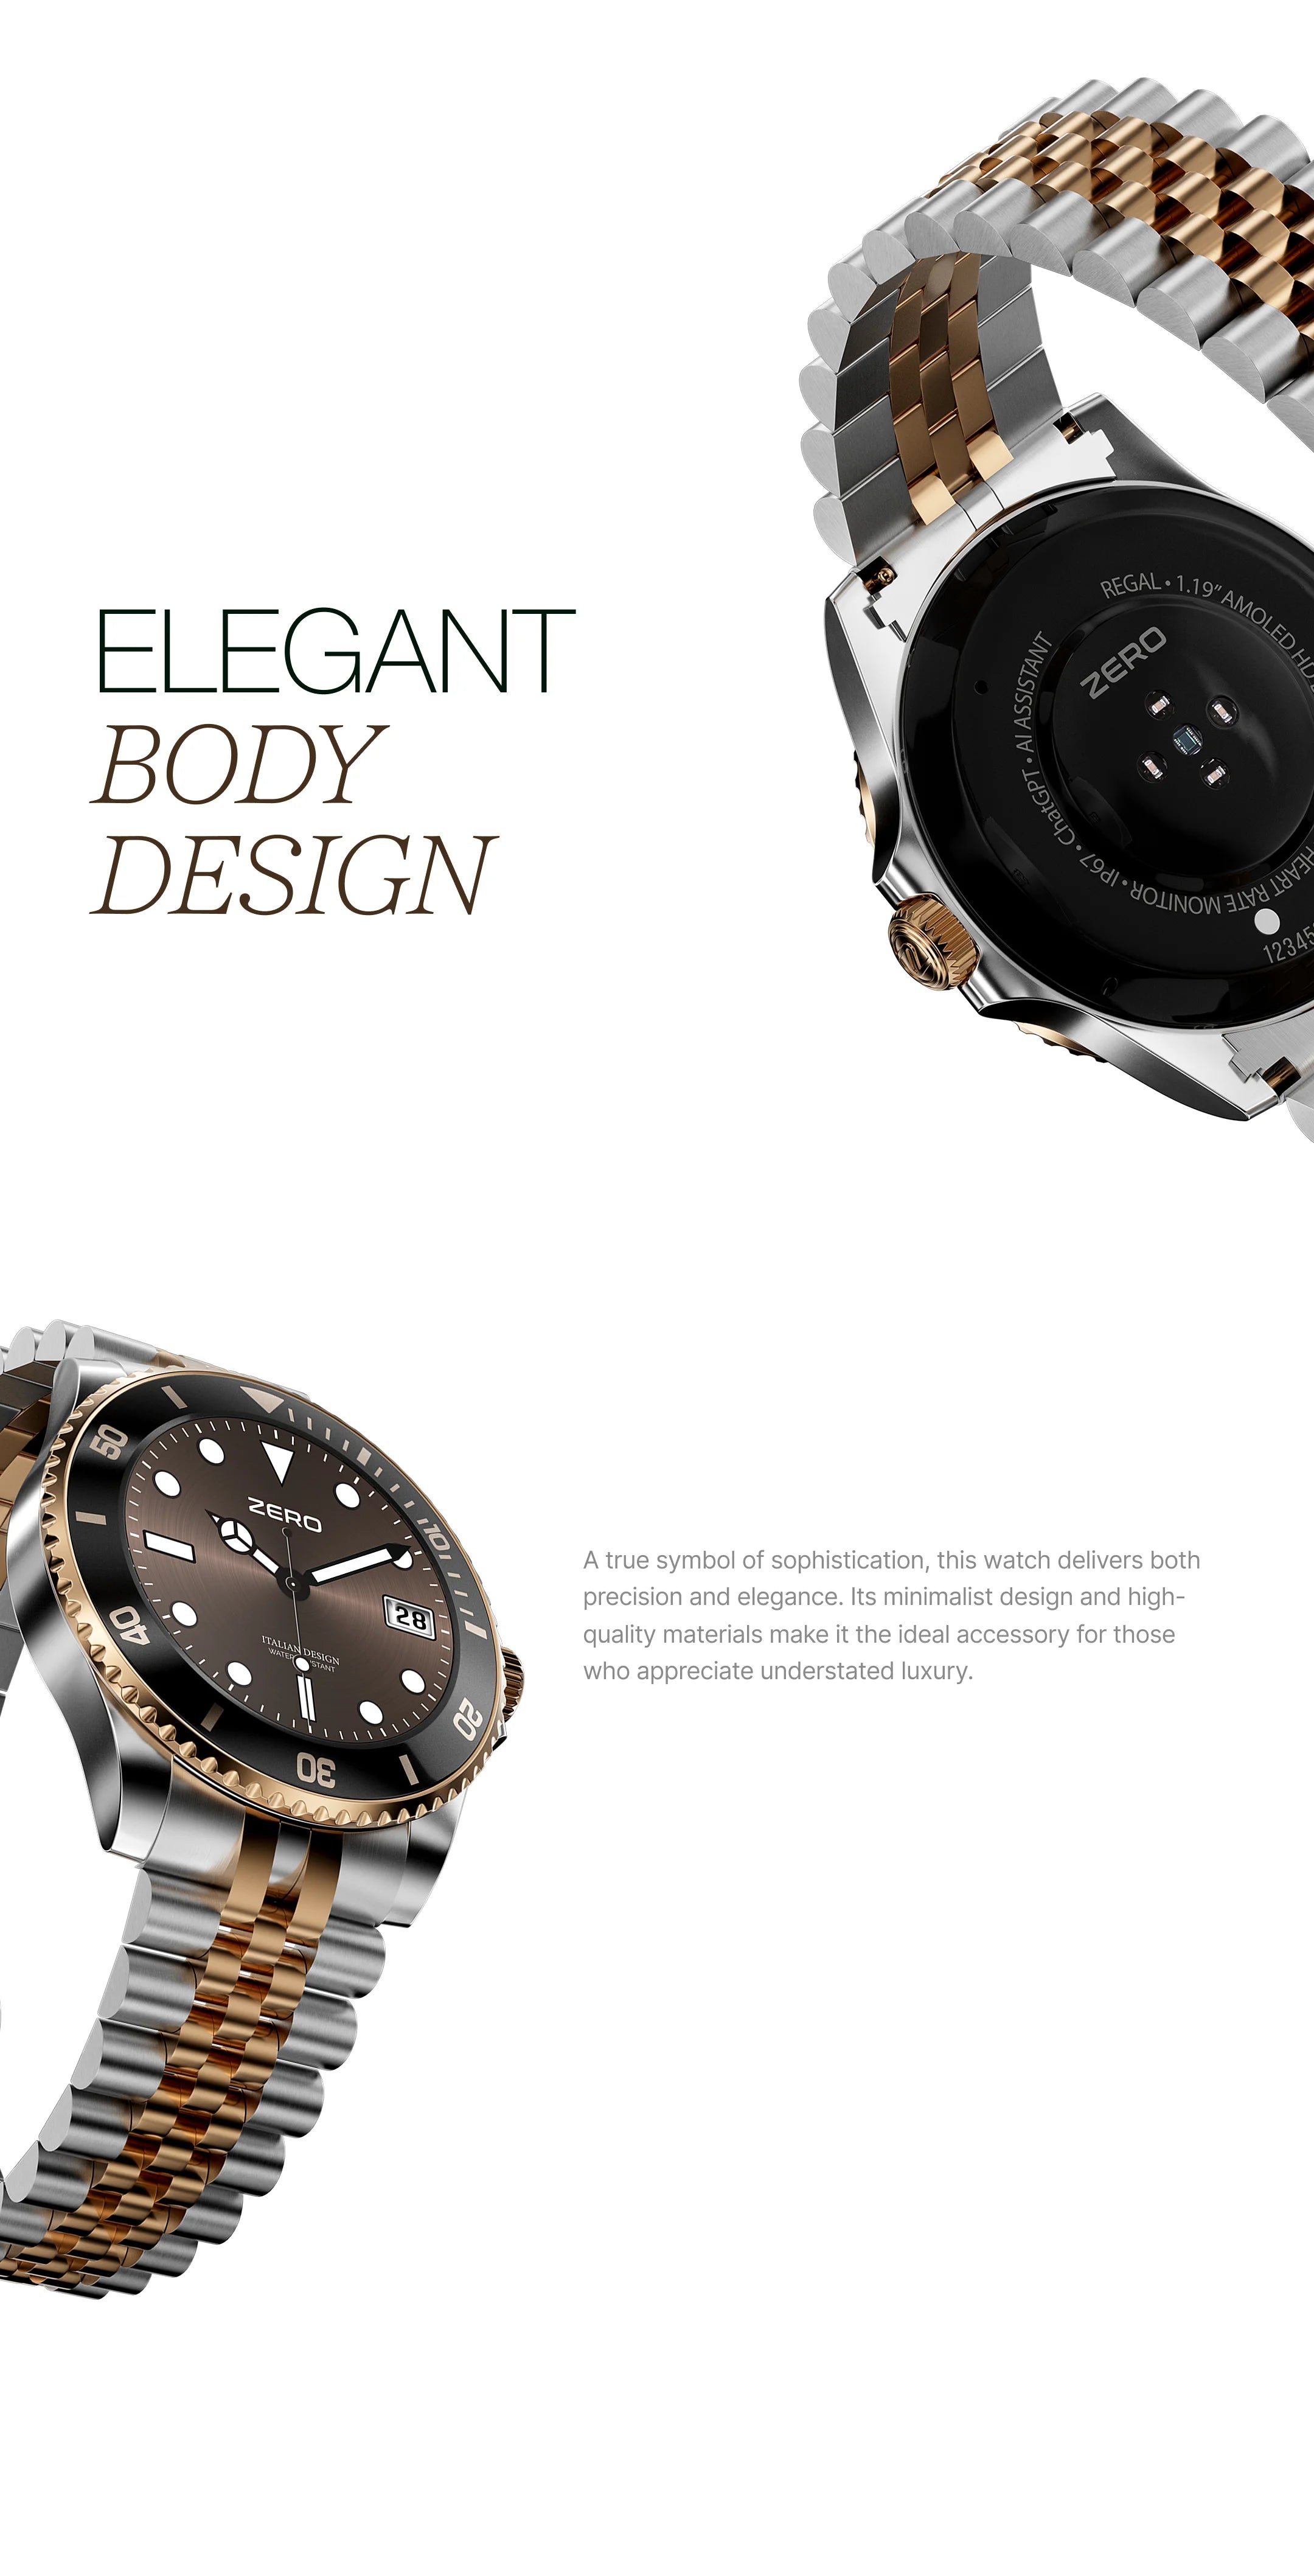 ELEGANT
BODY
DESIGN
REGAL • 1.19” AMOLED HD
ZERO
HEART RATE MONITOR • IP67 • ChatGPT • AI ASSISTANT
50
10
20
30
40
ZERO
28
ITALIAN DESIGN
A true symbol of sophistication, this watch delivers both
precision and elegance. Its minimalist design and high-
quality materials make it the ideal accessory for those
who appreciate understated luxury.